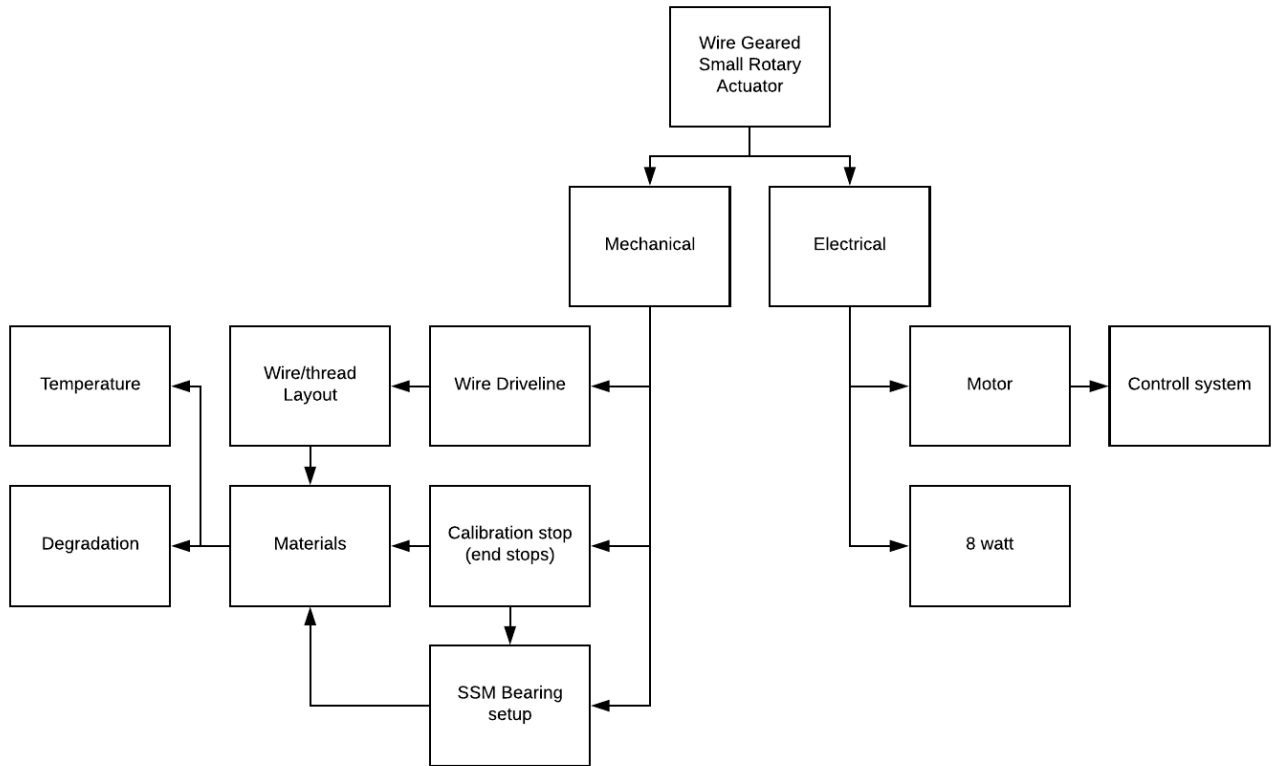 Wire Geared
Small Rotary
Actuator
Mechanical
Electrical
Temperature
Wire/thread
Layout
Wire Driveline
Motor
Controll system
Degradation
Materials
Calibration stop
(end stops)
8 watt
SSM Bearing
setup